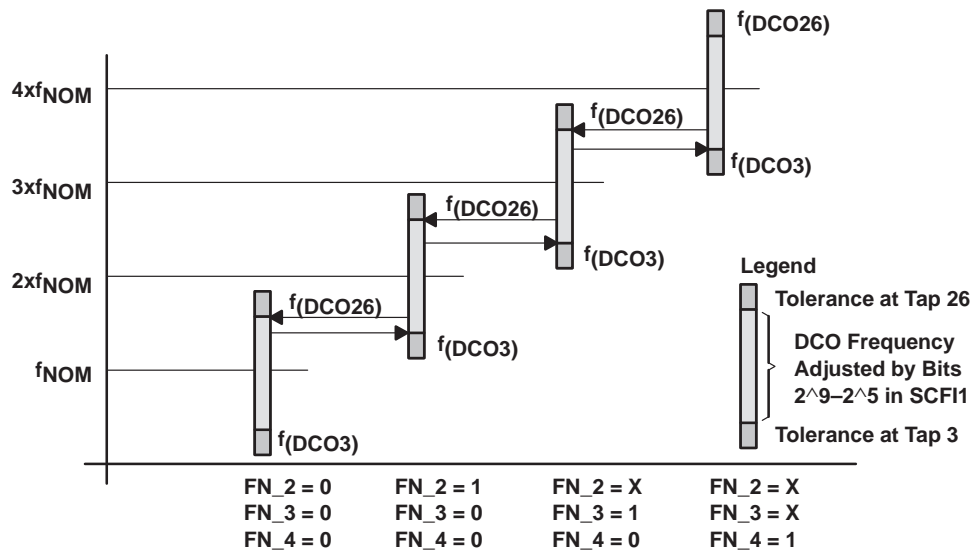 f(DCO26)
4xfNOM
f(DCO26)
f(DCO3)
3xfNOM
f(DCO26)
f(DCO3)
Legend
2xfNOM
Tolerance at Tap 26
f(DCO26)
DCO Frequency
Adjusted by Bits
2^9–2^5 in SCFI1
f(DCO3)
fNOM
Tolerance at Tap 3
f(DCO3)
FN_2 = 0 FN_2 = 1 FN_2 = X FN_2 = X
FN_3 = 0 FN_3 = 0 FN_3 = 1 FN_3 = X
FN_4 = 0 FN_4 = 0 FN_4 = 0 FN_4 = 1